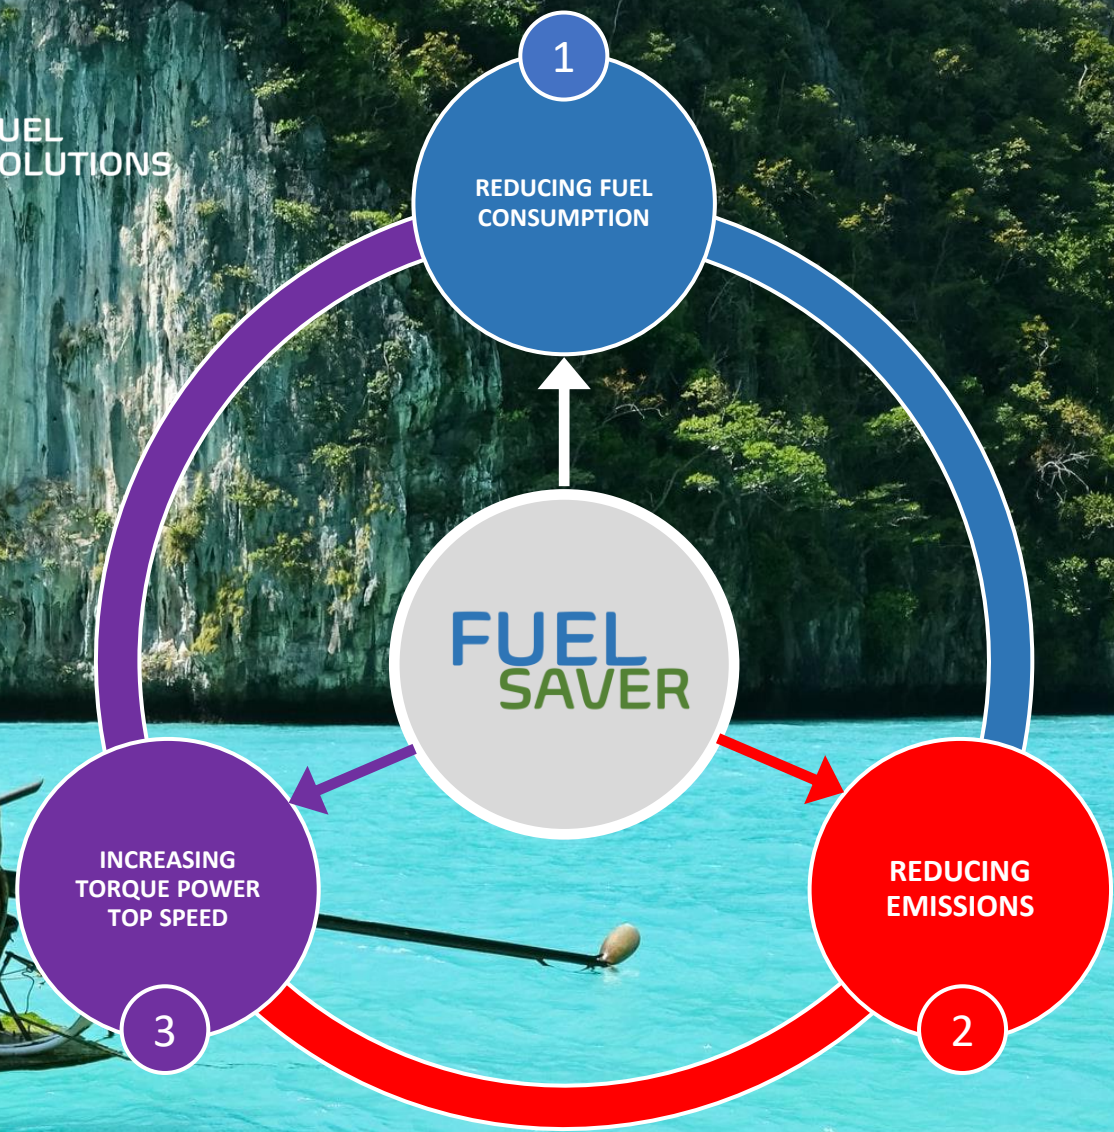 1
UEL
OLUTIONS
REDUCING FUEL
CONSUMPTION
FUEL
SAVER
INCREASING
TORQUE POWER
TOP SPEED
REDUCING
EMISSIONS
3
2